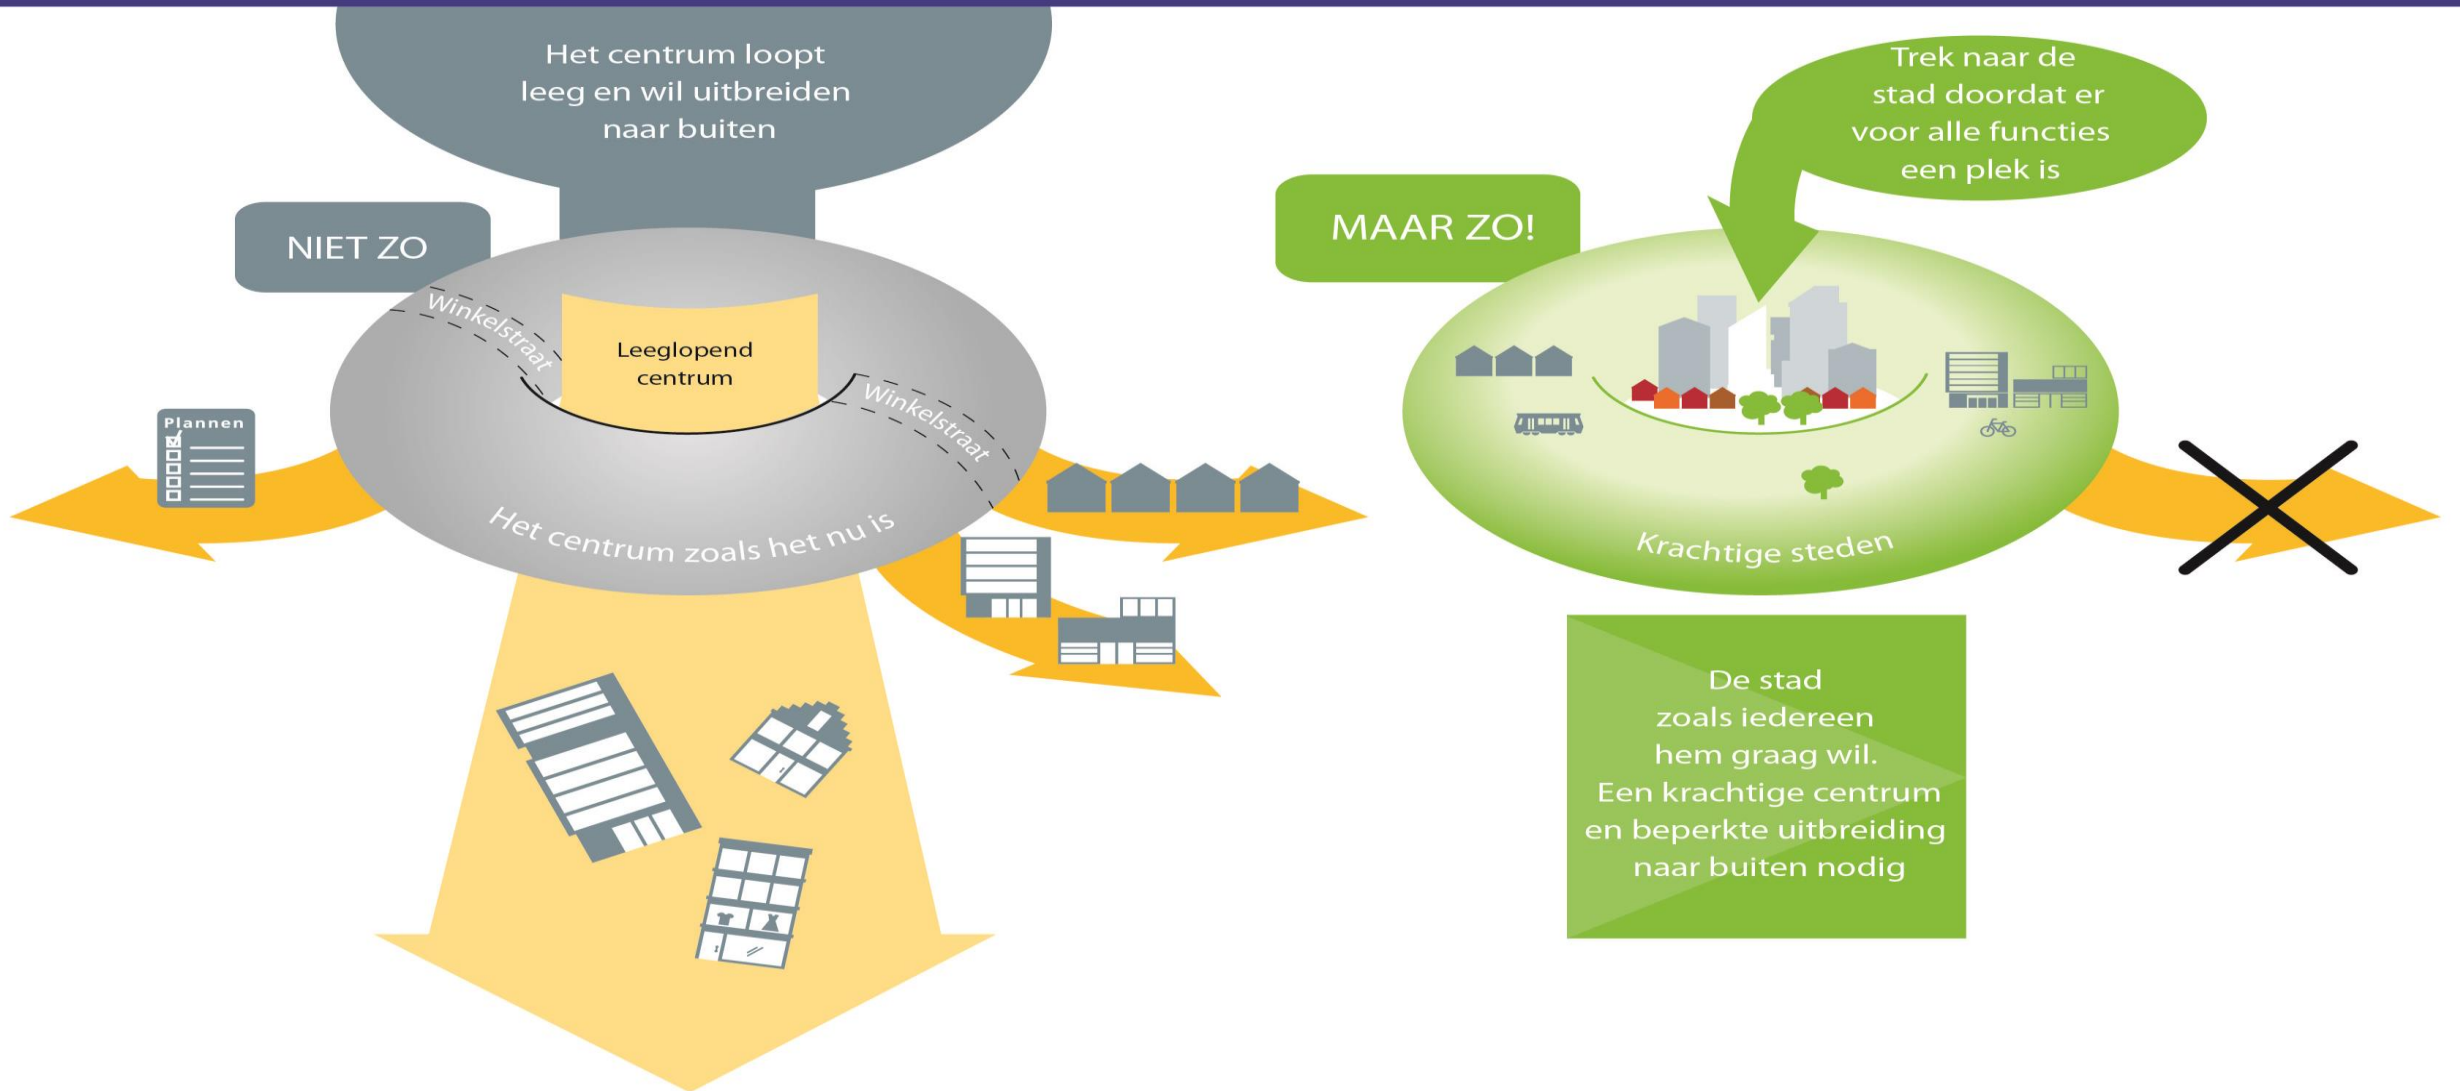 Het centrum loopt
leeg en wil uitbreiden
naar buiten
NIET ZO
Winkelstraat
Leeglopend
centrum
Winkelstraat
Plannen
Het centrum zoals het nu is
Trek naar de
stad doordat er
voor alle functies
een plek is
MAAR ZO!
Krachtige steden
De stad
zoals iedereen
hem graag wil.
Een krachtige centrum
en beperkte uitbreiding
naar buiten nodig